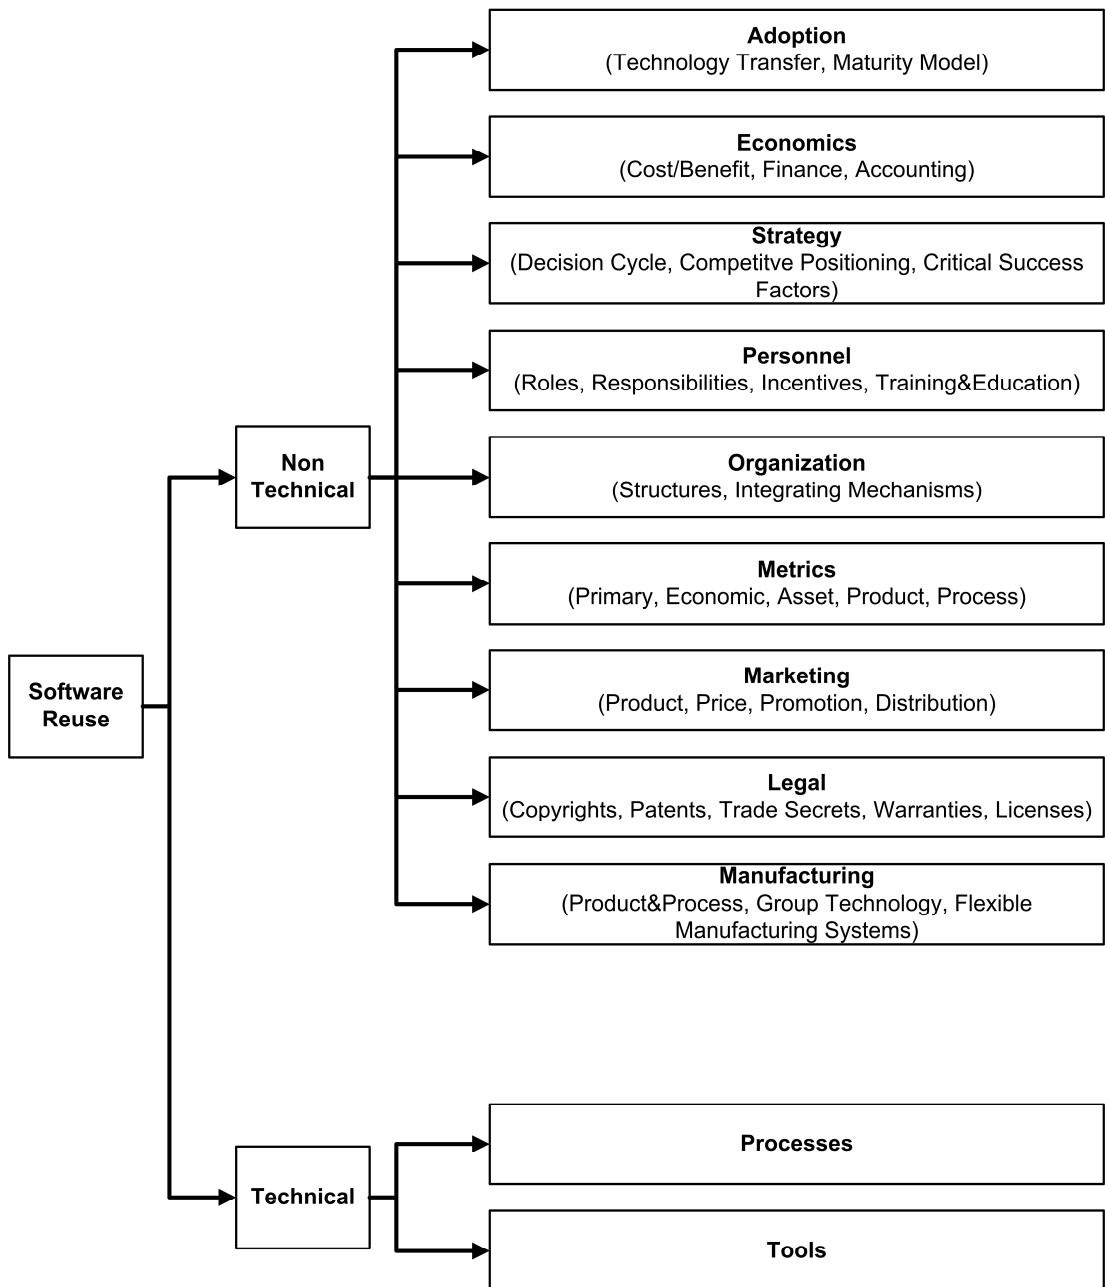 Adoption
(Technology Transfer, Maturity Model)
Economics
(Cost/Benefit, Finance, Accounting)
Strategy
(Decision Cycle, Competitve Positioning, Critical Success
Factors)
Personnel
(Roles, Responsibilities, Incentives, Training&Education)
Non
Technical
Organization
(Structures, Integrating Mechanisms)
Metrics
(Primary, Economic, Asset, Product, Process)
Software
Reuse
Marketing
(Product, Price, Promotion, Distribution)
Legal
(Copyrights, Patents, Trade Secrets, Warranties, Licenses)
Manufacturing
(Product&Process, Group Technology, Flexible
Manufacturing Systems)
Technical
Processes
Tools